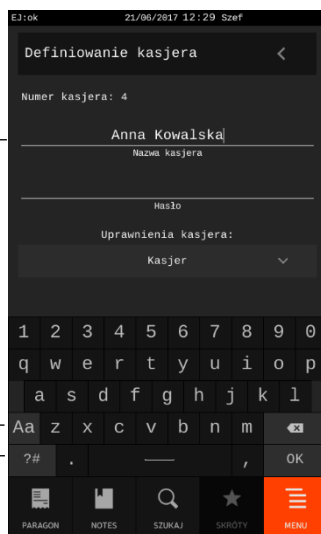 EJ:ok 21/06/2017 12:29 Szef
Definiowanie kasjera <
Numer kasjera: 4
Anna Kowalska
Nazwa kasjera
Hasło
Uprawnienia kasjera:
Kasjer
1 2 3 4 5 6 7 8 9 0
q w e r t y u i o p
a s d f g h j k l
Aa z x c v b n m
?# . , OK
PARAGON NOTES SZUKAJ SKRÓTY MENU